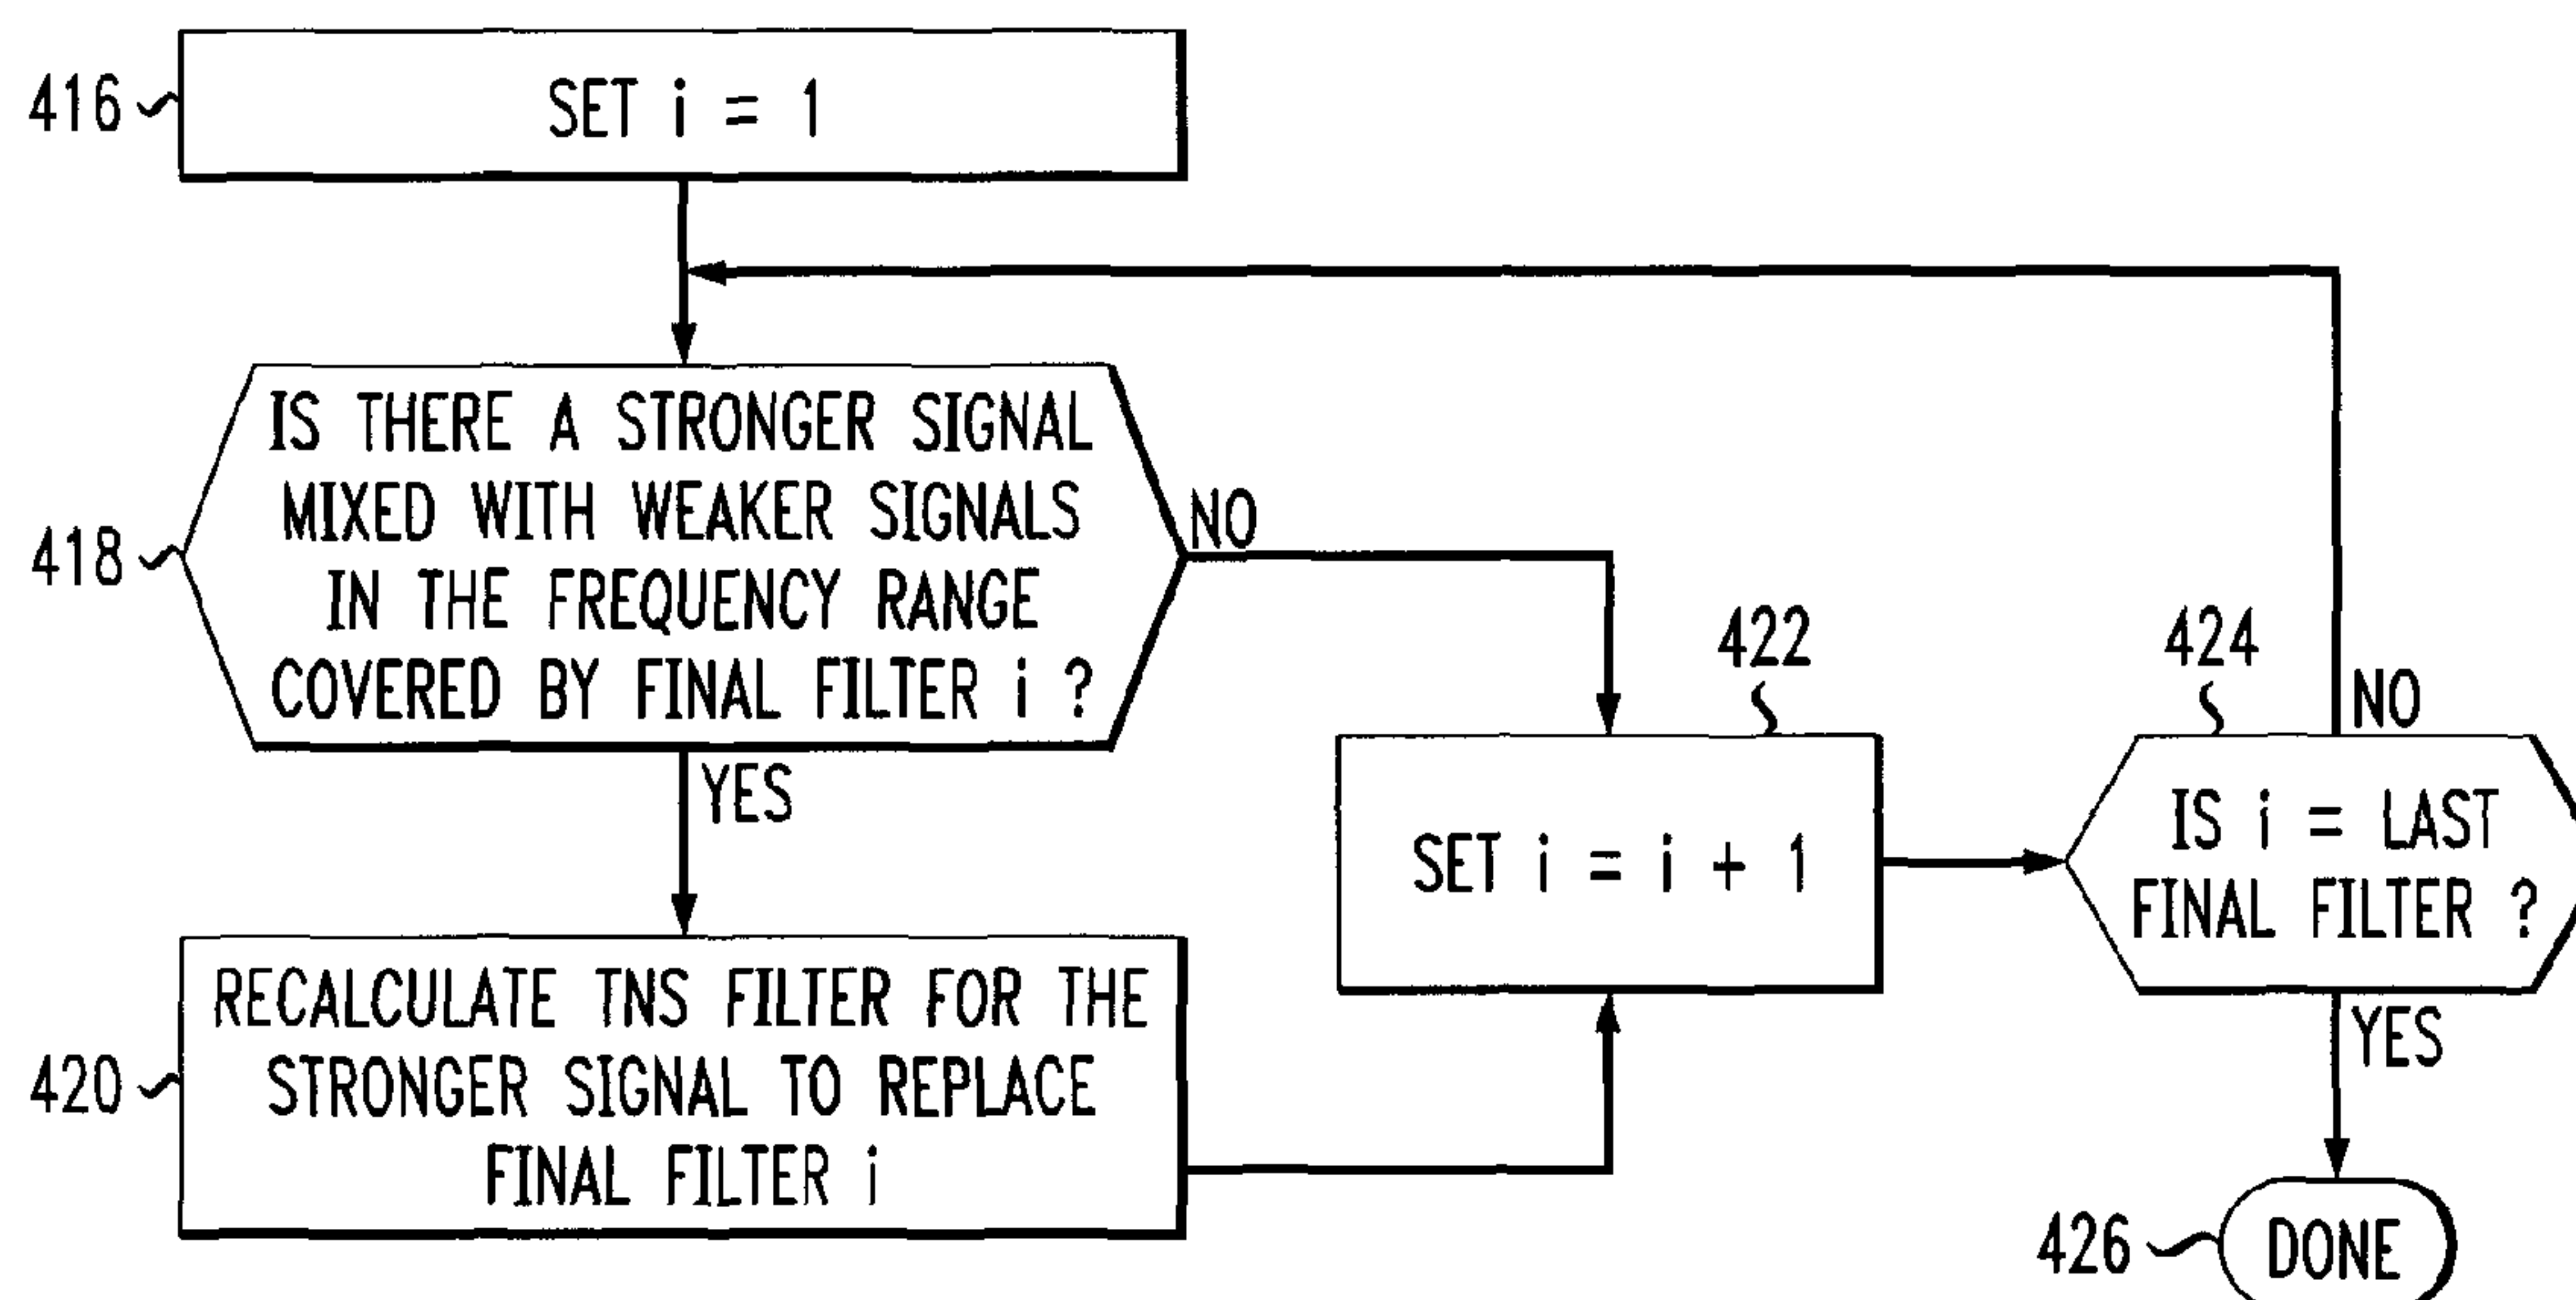 416
SET i = 1
418
IS THERE A STRONGER SIGNAL
MIXED WITH WEAKER SIGNALS
IN THE FREQUENCY RANGE
COVERED BY FINAL FILTER i ?
NO
YES
420
RECALCULATE TNS FILTER FOR THE
STRONGER SIGNAL TO REPLACE
FINAL FILTER i
422
SET i = i + 1
424
NO
IS i = LAST
FINAL FILTER ?
YES
426
DONE